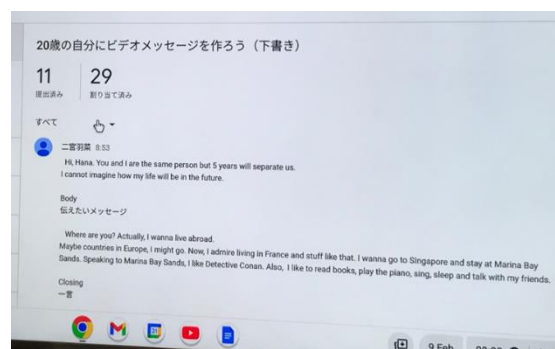 20歳の自分にビデオメッセージを作ろう（下書き）
11
29
提出済み
割り当て済み
すべて
二宮羽菜 8:53
Hi, Hana. You and I are the same person but 5 years will separate us.
I cannot imagine how my life will be in the future.
Body
伝えたいメッセージ
Where are you? Actually, I wanna live abroad.
Maybe countries in Europe, I might go. Now, I admire living in France and stuff like that. I wanna go to Singapore and stay at Marina Bay
Sands. Speaking to Marina Bay Sands, I like Detective Conan. Also, I like to read books, play the piano, sing, sleep and talk with my friends.
Closing
一言
9 Feb